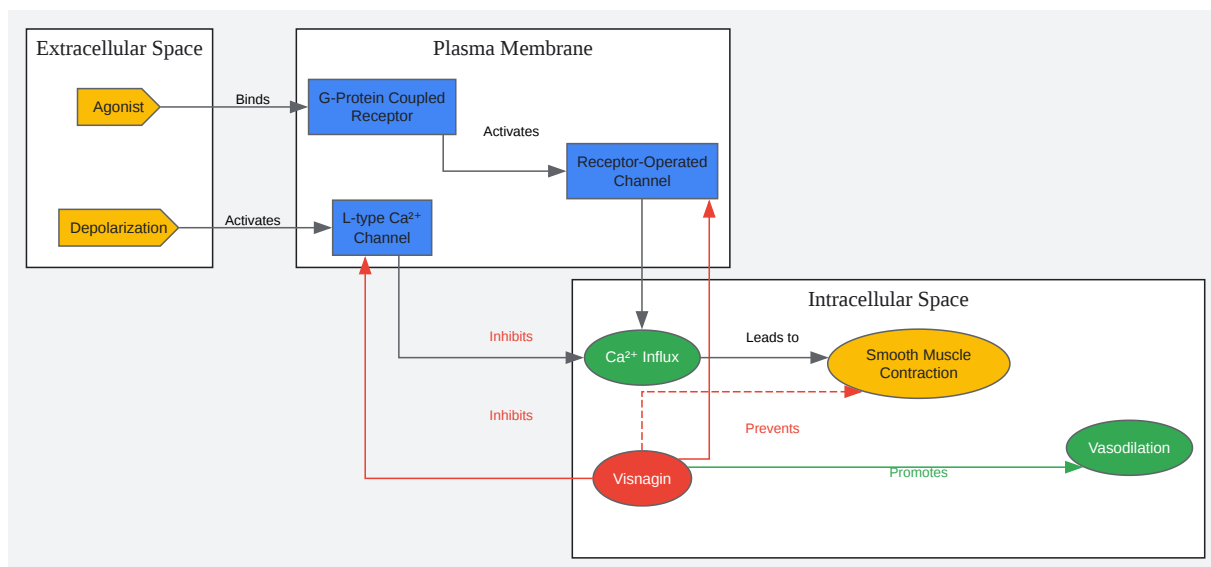 Extracellular Space
Plasma Membrane
Agonist
Binds
G-Protein Coupled
Receptor
Activates
Receptor-Operated
Channel
Depolarization
Activates
L-type Ca²⁺
Channel
Intracellular Space
Inhibits
Ca²⁺ Influx
Leads to
Smooth Muscle
Contraction
Inhibits
Prevents
Vasodilation
Visnagin
Promotes